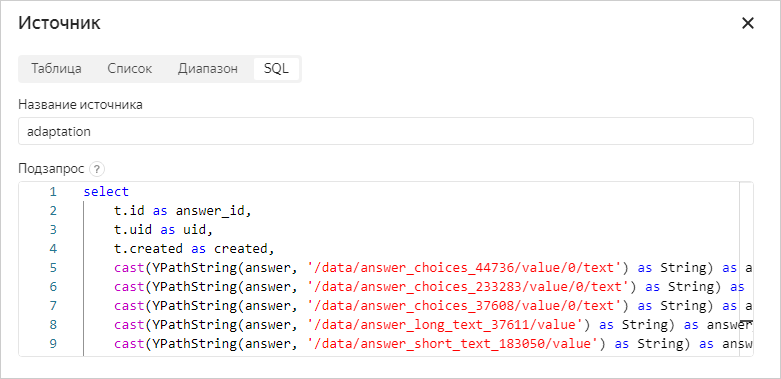 Источник
Таблица Список Диапазон SQL
Название источника
adaptation
Подзапрос ?
1 select
2 t.id as answer_id,
3 t.uid as uid,
4 t.created as created,
5 cast(YPathString(answer, '/data/answer_choices_44736/value/0/text') as String) as a
6 cast(YPathString(answer, '/data/answer_choices_233283/value/0/text') as String) as
7 cast(YPathString(answer, '/data/answer_choices_37608/value/0/text') as String) as a
8 cast(YPathString(answer, '/data/answer_long_text_37611/value') as String) as answer
9 cast(YPathString(answer, '/data/answer_short_text_183050/value') as String) as answ